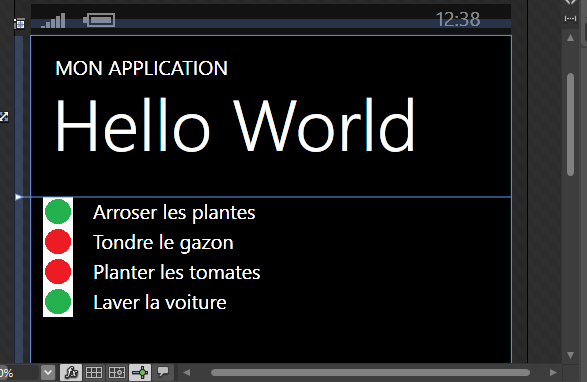 12:38
MON APPLICATION
Hello World
Arroser les plantes
Tondre le gazon
Planter les tomates
Laver la voiture
0%
fx